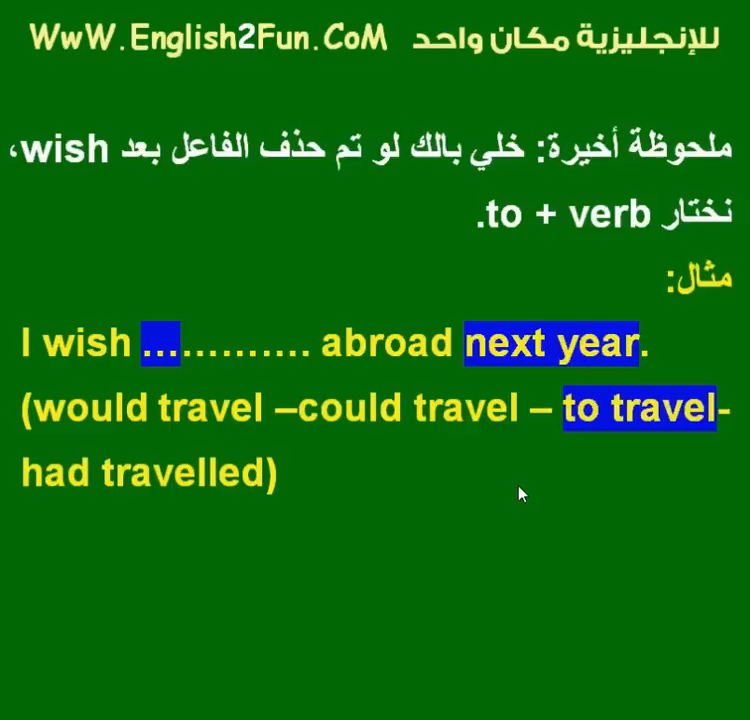 WwW.English2Fun.CoM للإنجليزية مكان واحد
ملحوظة أخيرة: خلي بالك لو تم حذف الفاعل بعد wish،
نختار to + verb.
مثال:
I wish ………… abroad next year.
(would travel –could travel – to travel-
had travelled)